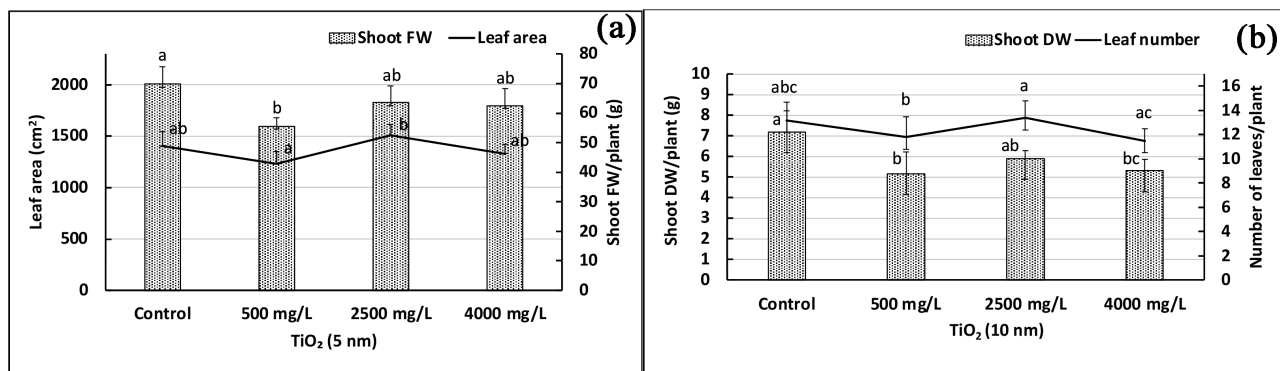 (a)
Shoot FW Leaf area
Leaf area (cm²)
2000
1500
1000
500
0
a
b
ab
ab
ab
a
b
ab
80
70
60
50
40
30
20
10
0
Shoot FW/plant (g)
Control 500 mg/L 2500 mg/L 4000 mg/L
TiO₂ (5 nm)
(b)
Shoot DW Leaf number
Shoot DW/plant (g)
10
9
8
7
6
5
4
3
2
1
0
abc
b
a
ac
a
b
ab
bc
16
14
12
10
8
6
4
2
0
Number of leaves/plant
Control 500 mg/L 2500 mg/L 4000 mg/L
TiO₂ (10 nm)